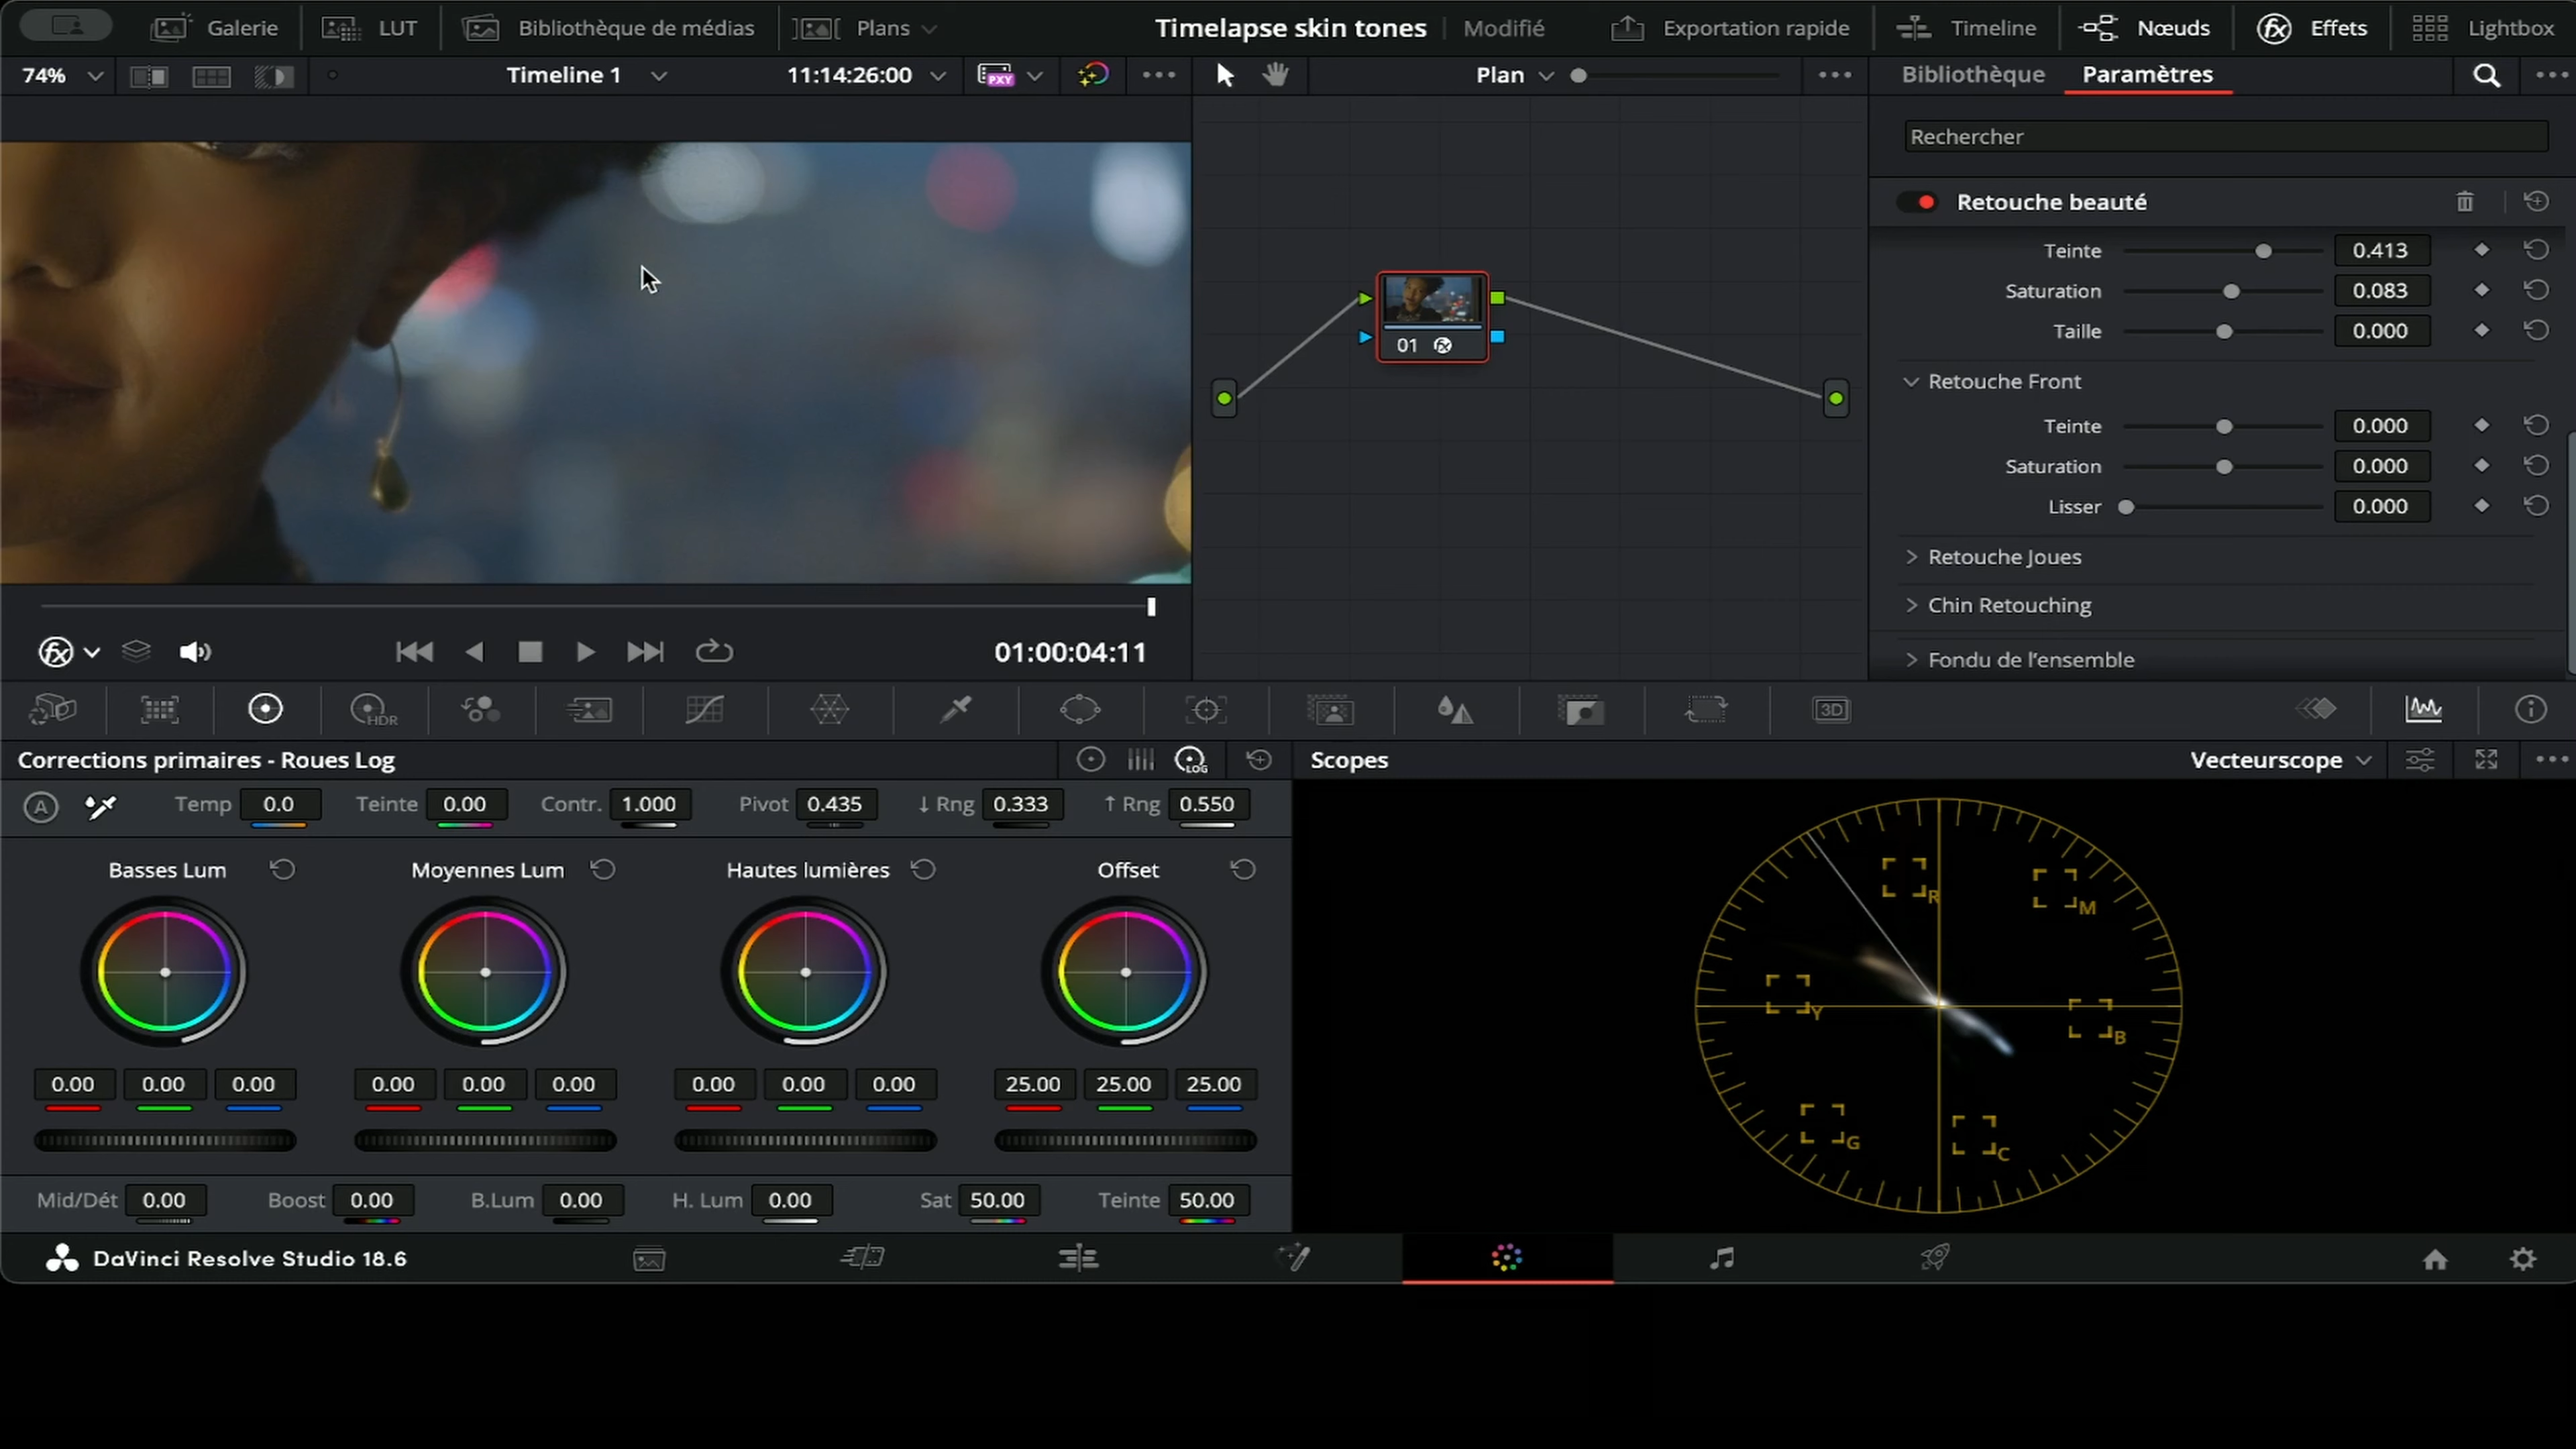 Galerie LUT Bibliothèque de médias Plans Timelapse skin tones Modifié Exportation rapide Timeline Nœuds Effets Lightbox
74% Timeline 1 11:14:26:00 PXY Plan Bibliothèque Paramètres
Rechercher
Retouche beauté
Teinte 0.413
Saturation 0.083
Taille 0.000
Retouche Front
Teinte 0.000
Saturation 0.000
Lisser 0.000
Retouche Joues
Chin Retouching
Fondu de l'ensemble
01
01:00:04:11
HDR 3D
Corrections primaires - Roues Log LOG
Scopes Vecteurscope
A Temp 0.0 Teinte 0.00 Contr. 1.000 Pivot 0.435 ↓ Rng 0.333 ↑ Rng 0.550
Basses Lum Moyennes Lum Hautes lumières Offset
0.00 0.00 0.00 0.00 0.00 0.00 0.00 0.00 0.00 25.00 25.00 25.00
Mid/Dét 0.00 Boost 0.00 B.Lum 0.00 H. Lum 0.00 Sat 50.00 Teinte 50.00
R
M
Y
B
G
C
DaVinci Resolve Studio 18.6